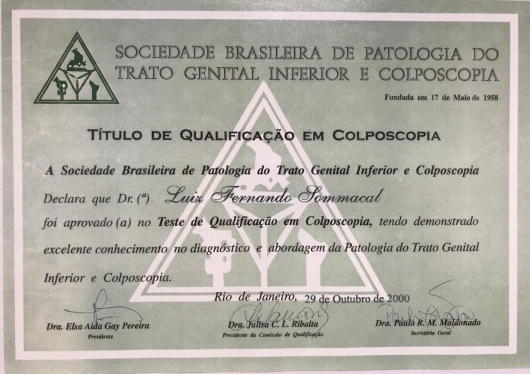 SOCIEDADE BRASILEIRA DE PATOLOGIA DO
TRATO GENITAL INFERIOR E COLPOSCOPIA
Fundada em 17 de Maio de 1958
TÍTULO DE QUALIFICAÇÃO EM COLPOSCOPIA
A Sociedade Brasileira de Patologia do Trato Genital Inferior e Colposcopia
Declara que Dr. (ª) Luiz Fernando Sommacal
foi aprovado (a) no Teste de Qualificação em Colposcopia, tendo demonstrado
excelente conhecimento no diagnóstico e abordagem da Patologia do Trato Genital
Inferior e Colposcopia.
Rio de Janeiro, 29 de Outubro de 2000
Dra. Elsa Aida Gay Pereira
Presidente
Dra. Julisa C. L. Ribalta
Presidente da Comissão de Qualificação
Dra. Paula R. M. Maldonado
Secretária Geral